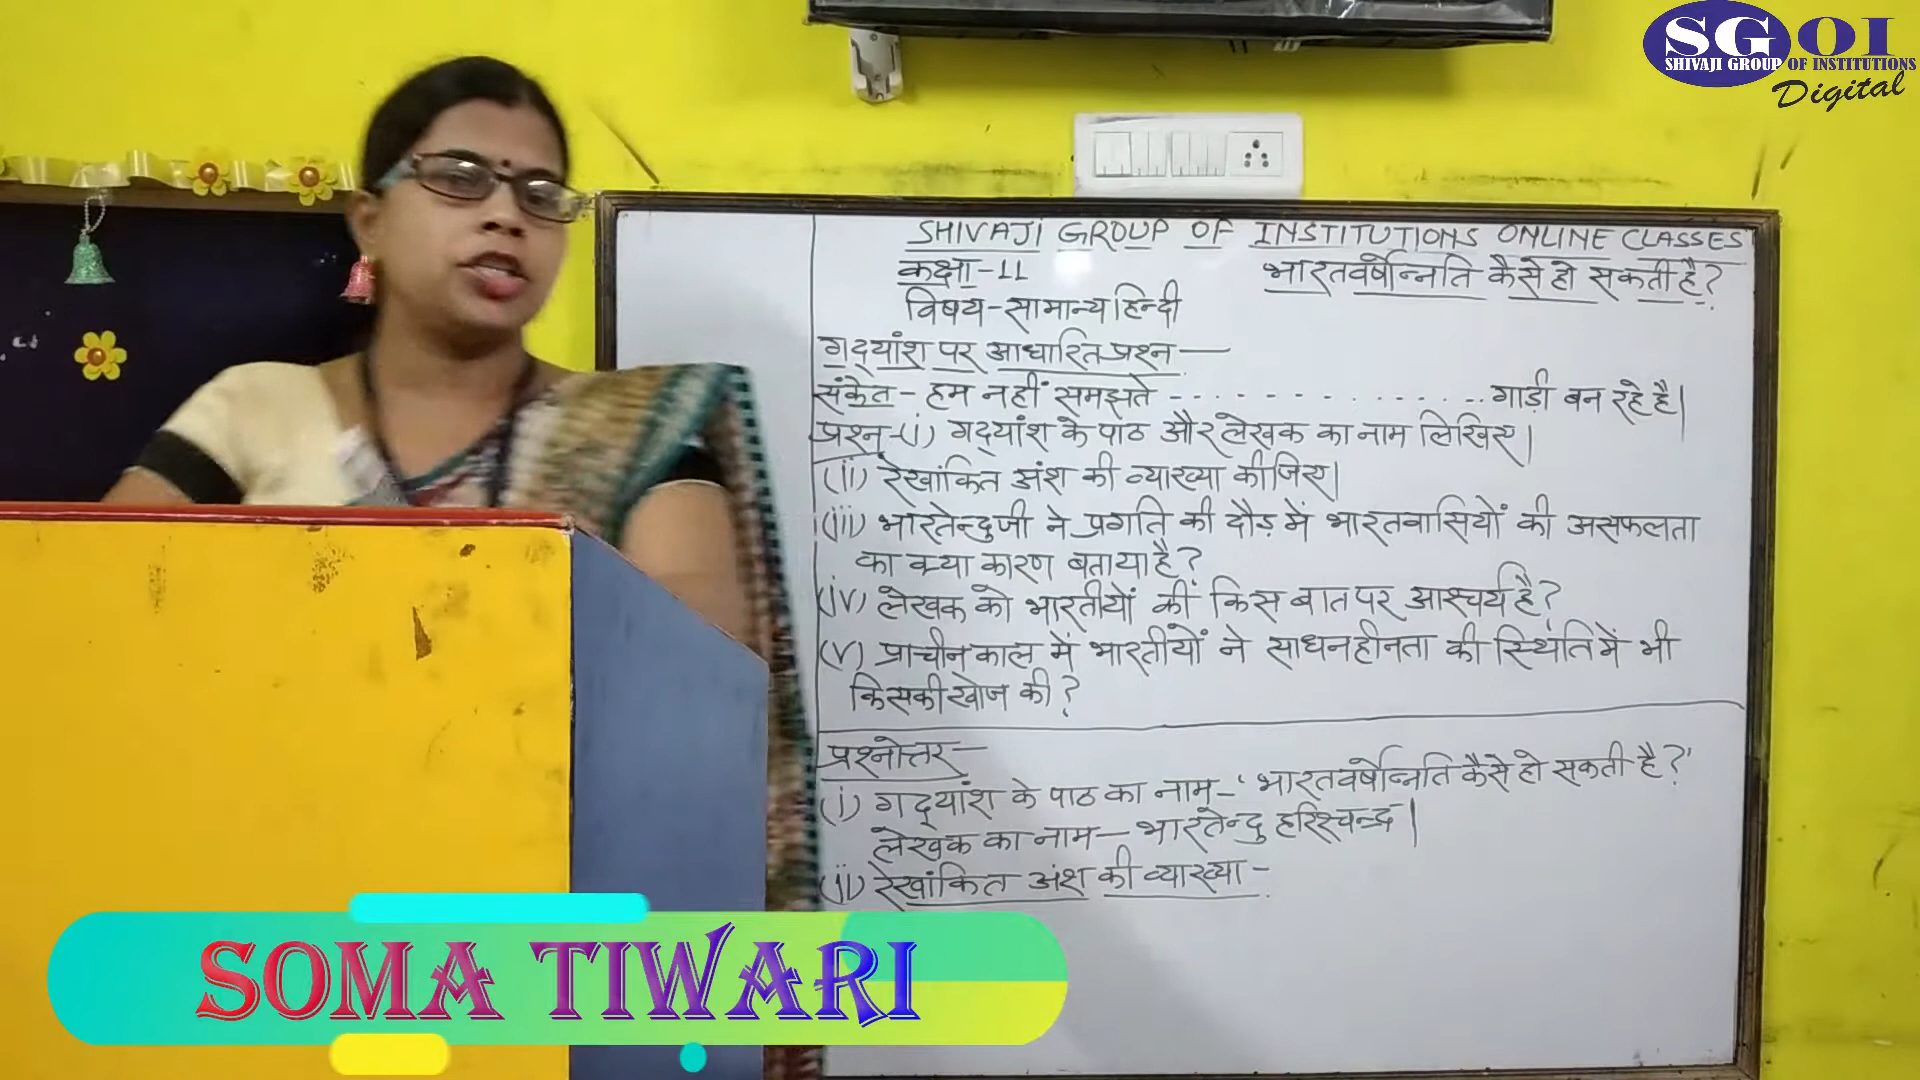 SGOI
SHIVAJI GROUP OF INSTITUTIONS
Digital
SHIVAJI GROUP OF INSTITUTIONS ONLINE CLASSES
कक्षा-11 भारतवर्षोन्नति कैसे हो सकती है?
विषय-सामान्य हिन्दी
गद्यांश पर आधारित प्रश्न —
संकेत - हम नहीं समझते - - - - - - - - - - - - - - - गाड़ी बन रहे है।
प्रश्न-(i) गद्यांश के पाठ और लेखक का नाम लिखिए।
(ii) रेखांकित अंश की व्याख्या कीजिए।
(iii) भारतेन्दुजी ने प्रगति की दौड़ में भारतवासियों की असफलता
का क्या कारण बताया है?
(iv) लेखक को भारतीयों की किस बात पर आश्चर्य है?
(v) प्राचीन काल में भारतीयों ने साधनहीनता की स्थिति में भी
किसकी खोज की?
प्रश्नोत्तर —
(i) गद्यांश के पाठ का नाम - 'भारतवर्षोन्नति कैसे हो सकती है?'
लेखक का नाम — भारतेन्दु हरिश्चन्द्र।
(ii) रेखांकित अंश की व्याख्या -
SOMA TIWARI